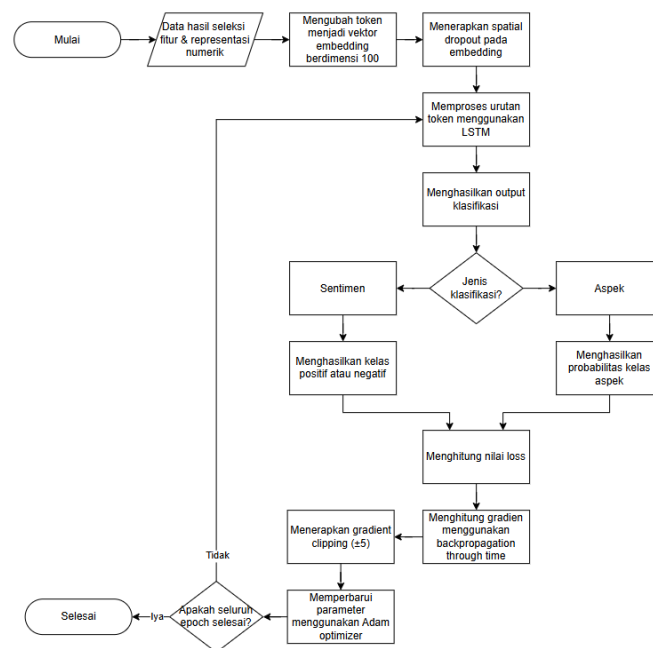 Mulai
Data hasil seleksi
fitur & representasi
numerik
Mengubah token
menjadi vektor
embedding
berdimensi 100
Menerapkan spatial
dropout pada
embedding
Memproses urutan
token menggunakan
LSTM
Menghasilkan output
klasifikasi
Jenis
klasifikasi?
Sentimen
Aspek
Menghasilkan kelas
positif atau negatif
Menghasilkan
probabilitas kelas
aspek
Menghitung nilai loss
Menghitung gradien
menggunakan
backpropagation
through time
Menerapkan gradient
clipping (±5)
Memperbarui
parameter
menggunakan Adam
optimizer
Apakah seluruh
epoch selesai?
Tidak
Iya
Selesai